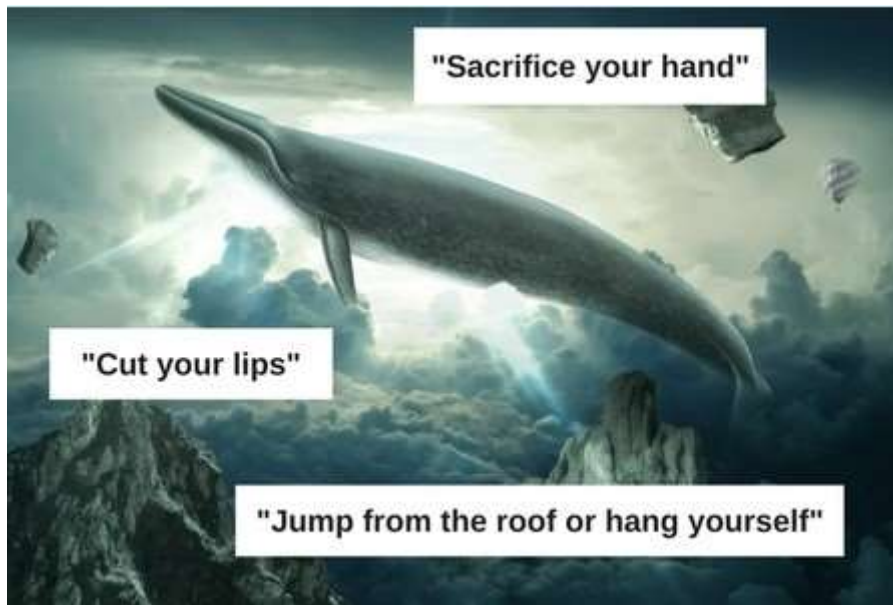 "Sacrifice your hand"
"Cut your lips"
"Jump from the roof or hang yourself"